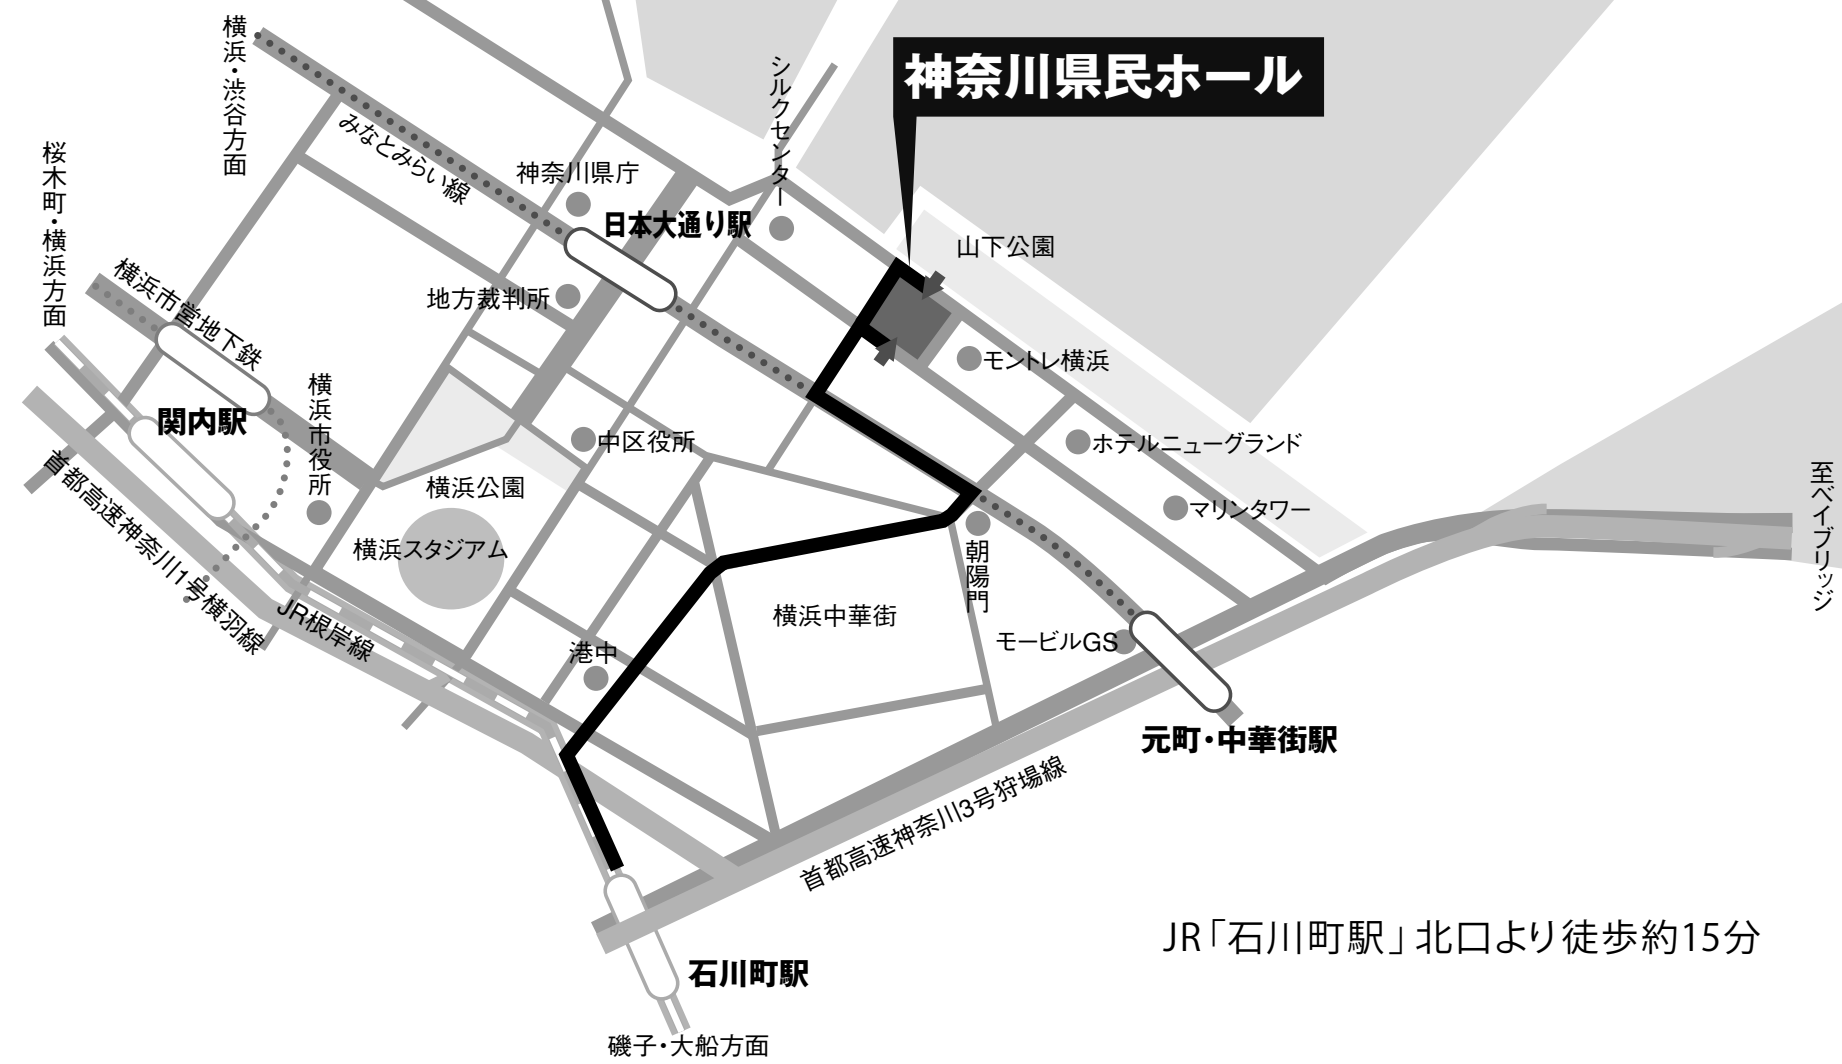 横浜・渋谷方面
桜木町・横浜方面
みなとみらい線
シルクセンター
神奈川県民ホール
神奈川県庁
日本大通り駅
山下公園
地方裁判所
横浜市営地下鉄
モントレ横浜
関内駅
横浜市役所
中区役所
ホテルニューグランド
横浜公園
マリンタワー
至ベイブリッジ
首都高速神奈川1号横羽線
横浜スタジアム
朝陽門
JR根岸線
横浜中華街
港中
モービルGS
元町・中華街駅
首都高速神奈川3号狩場線
JR「石川町駅」北口より徒歩約15分
石川町駅
磯子・大船方面